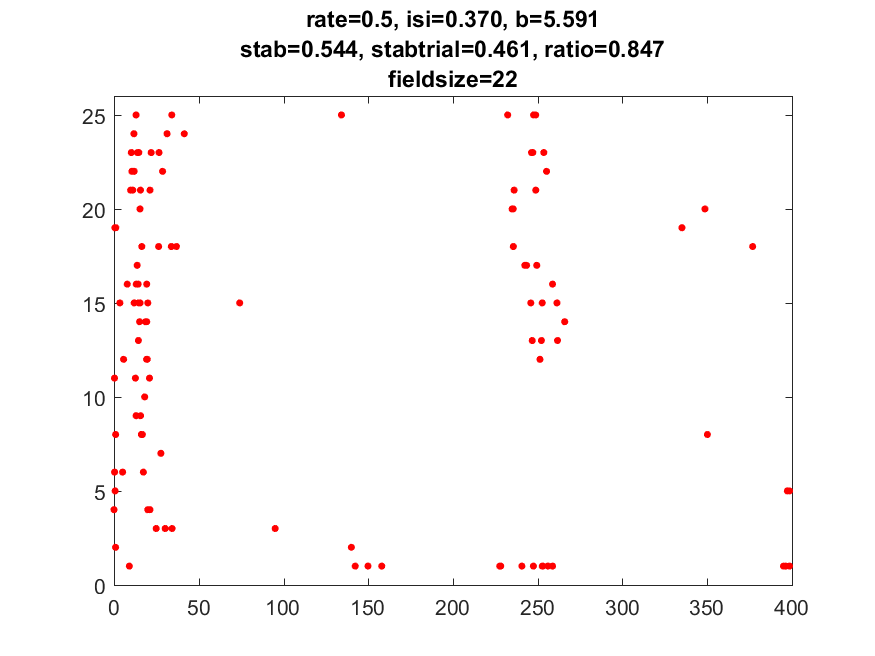 rate=0.5, isi=0.370, b=5.591
stab=0.544, stabtrial=0.461, ratio=0.847
fieldsize=22
25
20
15
10
5
0
0 50 100 150 200 250 300 350 400